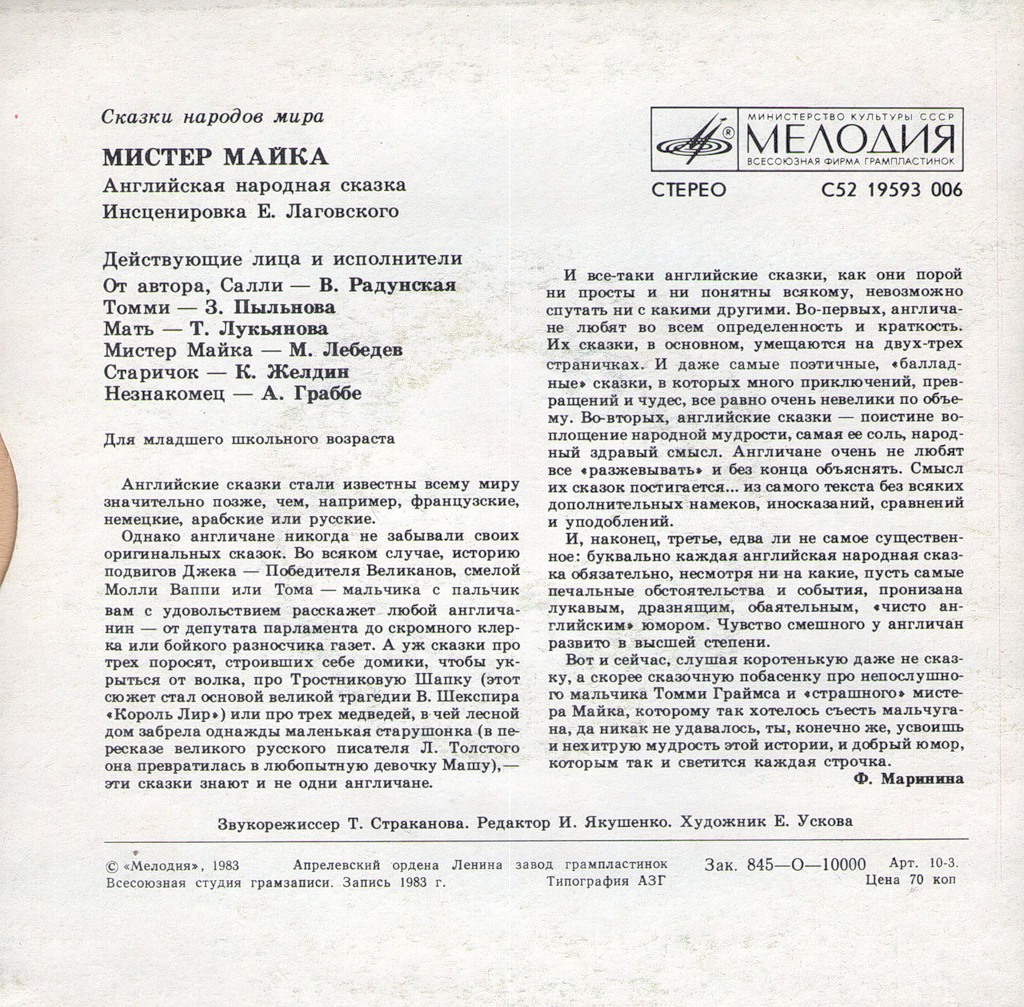 Сказки народов мира
МИСТЕР МАЙКА
Английская народная сказка
Инсценировка Е. Лаговского
Действующие лица и исполнители
От автора, Салли — В. Радунская
Томми — З. Пыльнова
Мать — Т. Лукьянова
Мистер Майка — М. Лебедев
Старичок — К. Желдин
Незнакомец — А. Граббе
Для младшего школьного возраста
Английские сказки стали известны всему миру
значительно позже, чем, например, французские,
немецкие, арабские или русские.
Однако англичане никогда не забывали своих
оригинальных сказок. Во всяком случае, историю
подвигов Джека — Победителя Великанов, смелой
Молли Ваппи или Тома — мальчика с пальчик
вам с удовольствием расскажет любой англича-
нин — от депутата парламента до скромного клер-
ка или бойкого разносчика газет. А уж сказки про
трех поросят, строивших себе домики, чтобы ук-
рыться от волка, про Тростниковую Шапку (этот
сюжет стал основой великой трагедии В. Шекспира
«Король Лир») или про трех медведей, в чей лесной
дом забрела однажды маленькая старушонка (в пе-
ресказе великого русского писателя Л. Толстого
она превратилась в любопытную девочку Машу),—
эти сказки знают и не одни англичане.
МИНИСТЕРСТВО КУЛЬТУРЫ СССР
® МЕЛОДИЯ
ВСЕСОЮЗНАЯ ФИРМА ГРАМПЛАСТИНОК
СТЕРЕО С52 19593 006
И все-таки английские сказки, как они порой
ни просты и ни понятны всякому, невозможно
спутать ни с какими другими. Во-первых, англича-
не любят во всем определенность и краткость.
Их сказки, в основном, умещаются на двух-трех
страничках. И даже самые поэтичные, «баллад-
ные» сказки, в которых много приключений, прев-
ращений и чудес, все равно очень невелики по объе-
му. Во-вторых, английские сказки — поистине во-
площение народной мудрости, самая ее соль, народ-
ный здравый смысл. Англичане очень не любят
все «разжевывать» и без конца объяснять. Смысл
их сказок постигается... из самого текста без всяких
дополнительных намеков, иносказаний, сравнений
и уподоблений.
И, наконец, третье, едва ли не самое существен-
ное: буквально каждая английская народная сказ-
ка обязательно, несмотря ни на какие, пусть самые
печальные обстоятельства и события, пронизана
лукавым, дразнящим, обаятельным, «чисто ан-
глийским» юмором. Чувство смешного у англичан
развито в высшей степени.
Вот и сейчас, слушая коротенькую даже не сказ-
ку, а скорее сказочную побасенку про непослушно-
го мальчика Томми Граймса и «страшного» мисте-
ра Майка, которому так хотелось съесть мальчуга-
на, да никак не удавалось, ты, конечно же, усвоишь
и нехитрую мудрость этой истории, и добрый юмор,
которым так и светится каждая строчка.
Ф. Маринина
Звукорежиссер Т. Страканова. Редактор И. Якушенко. Художник Е. Ускова
© «Мелодия», 1983 Апрелевский ордена Ленина завод грампластинок Зак. 845—О—10000 Арт. 10-3.
Всесоюзная студия грамзаписи. Запись 1983 г. Типография АЗГ Цена 70 коп